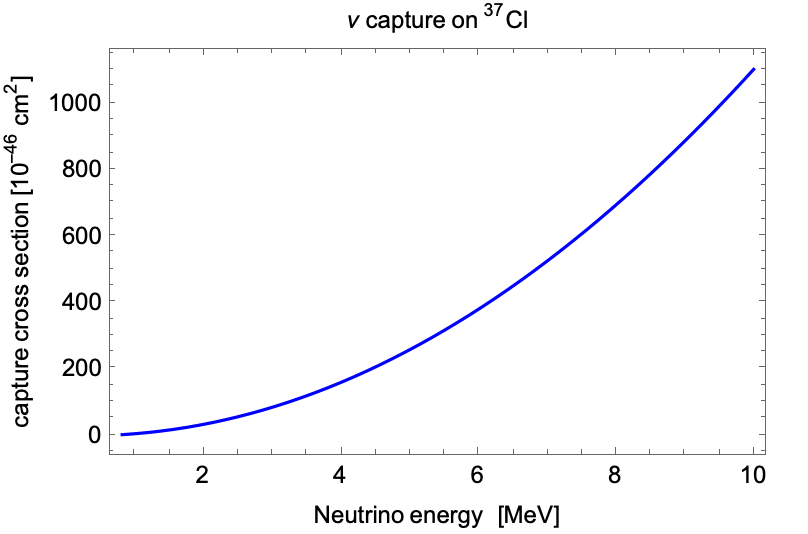 ν capture on ³⁷Cl
capture cross section [10⁻⁴⁶ cm²]
1000
800
600
400
200
0
2 4 6 8 10
Neutrino energy [MeV]